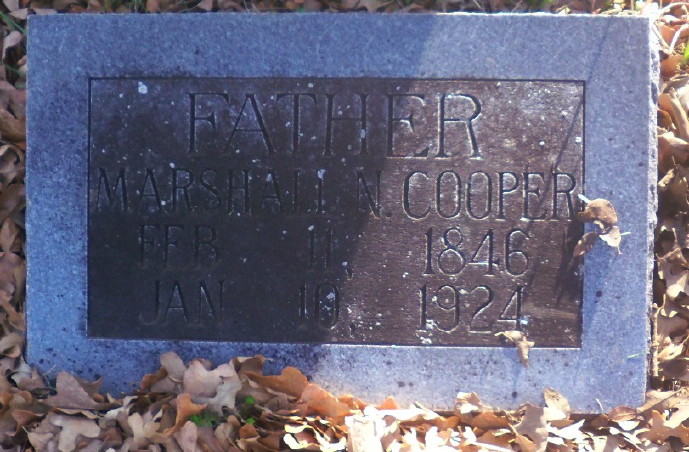 FATHER
MARSHALL N. COOPER
FEB. 11, 1846
JAN. 10, 1924